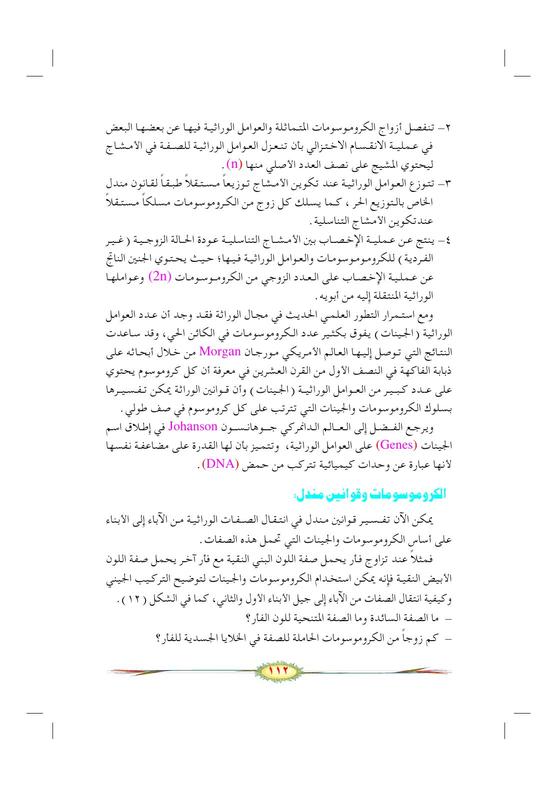 ٢– تنفصل أزواج الكروموسومات المتماثلة والعوامل الوراثية فيها عن بعضها البعض
في عملية الانقسام الاختزالي بأن تنعزل العوامل الوراثية للصفة في الأمشاج
ليحتوي المشيج على نصف العدد الأصلي منها (n) .
٣– تتوزع العوامل الوراثية عند تكوين الأمشاج توزيعاً مستقلاً طبقاً لقانون مندل
الخاص بالتوزيع الحر ، كما يسلك كل زوج من الكروموسومات مسلكاً مستقلاً
عندتكوين الأمشاج التناسلية .
٤– ينتج عن عملية الإخصاب بين الأمشاج التناسلية عودة الحالة الزوجية ( غير
الفردية ) للكروموموسومات والعوامل الوراثية فيها؛ حيث يحتوي الجنين الناتج
عن عملية الإخصاب على العدد الزوجي من الكروموسومات (2n) وعواملها
الوراثية المنتقلة إليه من أبويه .
ومع استمرار التطور العلمي الحديث في مجال الوراثة فقد وجد أن عدد العوامل
الوراثية ( الجينات ) يفوق بكثير عدد الكروموسومات في الكائن الحي، وقد ساعدت
النتائج التي توصل إليها العالم الأمريكي مورجان Morgan من خلال أبحاثه على
ذبابة الفاكهة في النصف الأول من القرن العشرين في معرفة أن كل كروموسوم يحتوي
على عدد كبير من العوامل الوراثية ( الجينات ) وأن قوانين الوراثة يمكن تفسيرها
بسلوك الكروموسومات والجينات التي تترتب على كل كروموسوم في صف طولي .
ويرجع الفضل إلى العالم الدانمركي جوهانسون Johanson في إطلاق اسم
الجينات (Genes) على العوامل الوراثية، وتتميز بأن لها القدرة على مضاعفة نفسها
لأنها عبارة عن وحدات كيميائية تتركب من حمض (DNA) .
الكروموسومات وقوانين مندل:
يمكن الآن تفسير قوانين مندل في انتقال الصفات الوراثية من الآباء إلى الأبناء
على أساس الكروموسومات والجينات التي تحمل هذه الصفات .
فمثلاً عند تزاوج فأر يحمل صفة اللون البني النقية مع فأر آخر يحمل صفة اللون
الأبيض النقية فإنه يمكن استخدام الكروموسومات والجينات لتوضيح التركيب الجيني
وكيفية انتقال الصفات من الآباء إلى جيل الأبناء الأول والثاني، كما في الشكل ( ١٢ ) .
– ما الصفة السائدة وما الصفة المتنحية للون الفأر؟
– كم زوجاً من الكروموسومات الحاملة للصفة في الخلايا الجسدية للفأر؟
١١٢